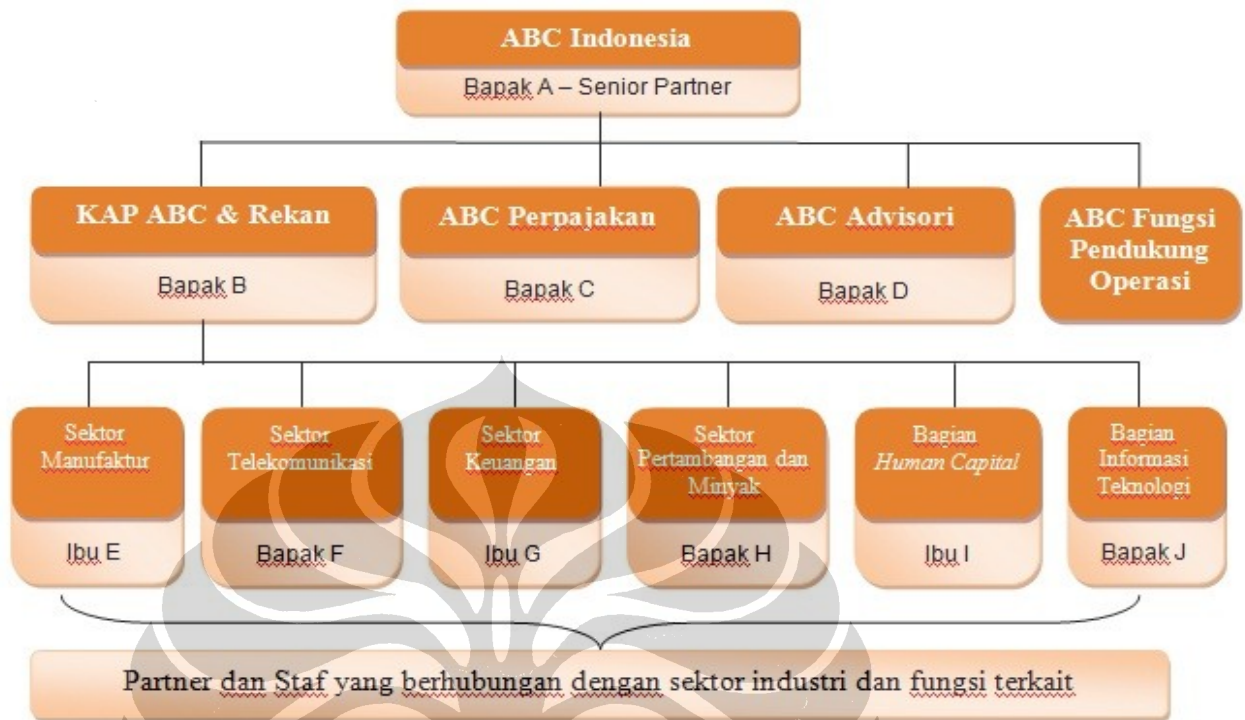 ABC Indonesia
Bapak A – Senior Partner
KAP ABC & Rekan
Bapak B
ABC Perpajakan
Bapak C
ABC Advisori
Bapak D
ABC Fungsi
Pendukung
Operasi
Sektor
Manufaktur
Ibu E
Sektor
Telekomunikasi
Bapak F
Sektor
Keuangan
Ibu G
Sektor
Pertambangan dan
Minyak
Bapak H
Bagian
Human Capital
Ibu I
Bagian
Informasi
Teknologi
Bapak J
Partner dan Staf yang berhubungan dengan sektor industri dan fungsi terkait